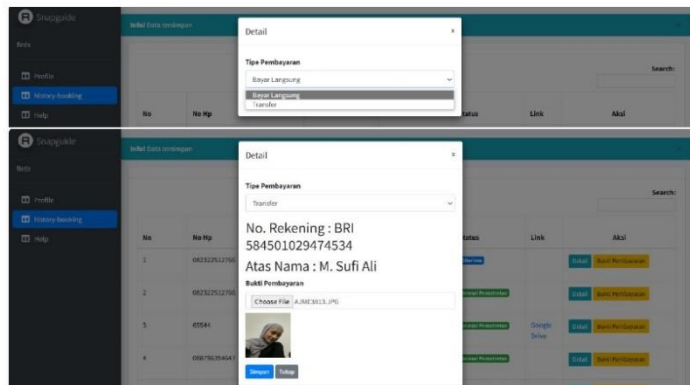 Snapguide
Beta
Profile
History-booking
Help
Detail
×
Tipe Pembayaran
Bayar Langsung
Bayar Langsung
Transfer
Search:
No No Hp Link Aksi
Snapguide
Beta
Profile
History-booking
Help
Detail
×
Tipe Pembayaran
Transfer
No. Rekening : BRI
584501029474534
Atas Nama : M. Sufi Ali
Bukti Pembayaran
Choose File AJMC3413.JPG
Simpan Tutup
Search:
No No Hp Link Aksi
1 Detail Bukti Pembayaran
2 Detail Bukti Pembayaran
3 05544 Google Drive Detail Bukti Pembayaran
4 Detail Bukti Pembayaran